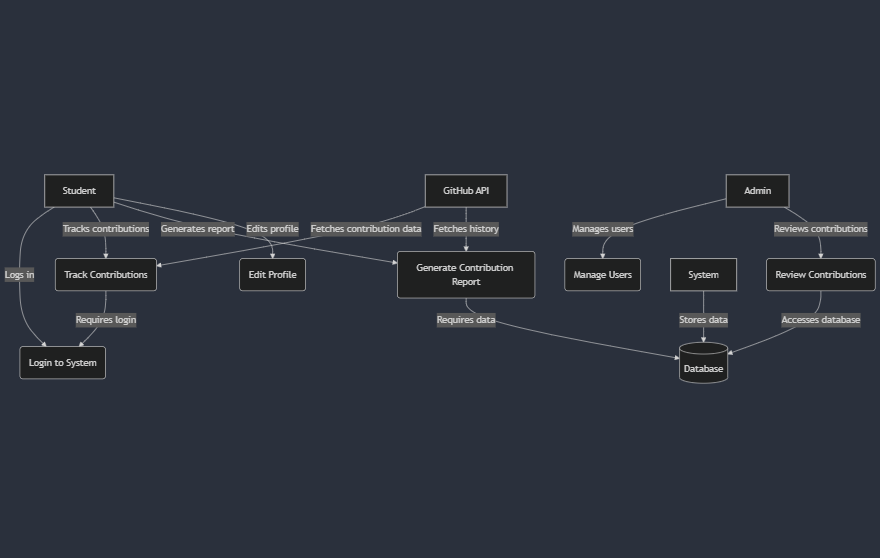 Student
GitHub API
Admin
Tracks contributions
Generates report
Edits profile
Fetches contribution data
Fetches history
Manages users
Reviews contributions
Logs in
Track Contributions
Edit Profile
Generate Contribution
Report
Manage Users
System
Review Contributions
Requires login
Requires data
Stores data
Accesses database
Login to System
Database